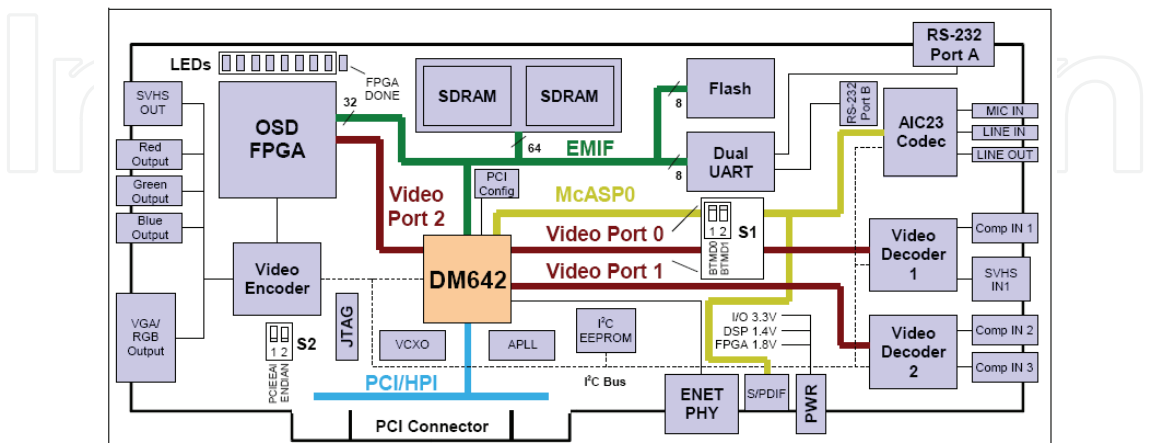 RS-232
Port A
LEDs
FPGA
DONE
SVHS
OUT
OSD
FPGA
32
SDRAM
SDRAM
64
EMIF
8
Flash
8
Dual
UART
RS-232
Port B
AIC23
Codec
MIC IN
LINE IN
LINE OUT
Red
Output
Green
Output
Blue
Output
PCI
Config
McASP0
Video
Port 2
Video Port 0
1 2
S1
BTMD0
BTMD1
Video Port 1
DM642
Video
Decoder
1
Comp IN 1
SVHS
IN1
Video
Encoder
VGA/
RGB
Output
1 2
S2
PCIEEAI
ENDIAN
JTAG
VCXO
APLL
I²C
EEPROM
I/O 3.3V
DSP 1.4V
FPGA 1.8V
Video
Decoder
2
Comp IN 2
Comp IN 3
PCI/HPI
I²C Bus
ENET
PHY
S/PDIF
PWR
PCI Connector